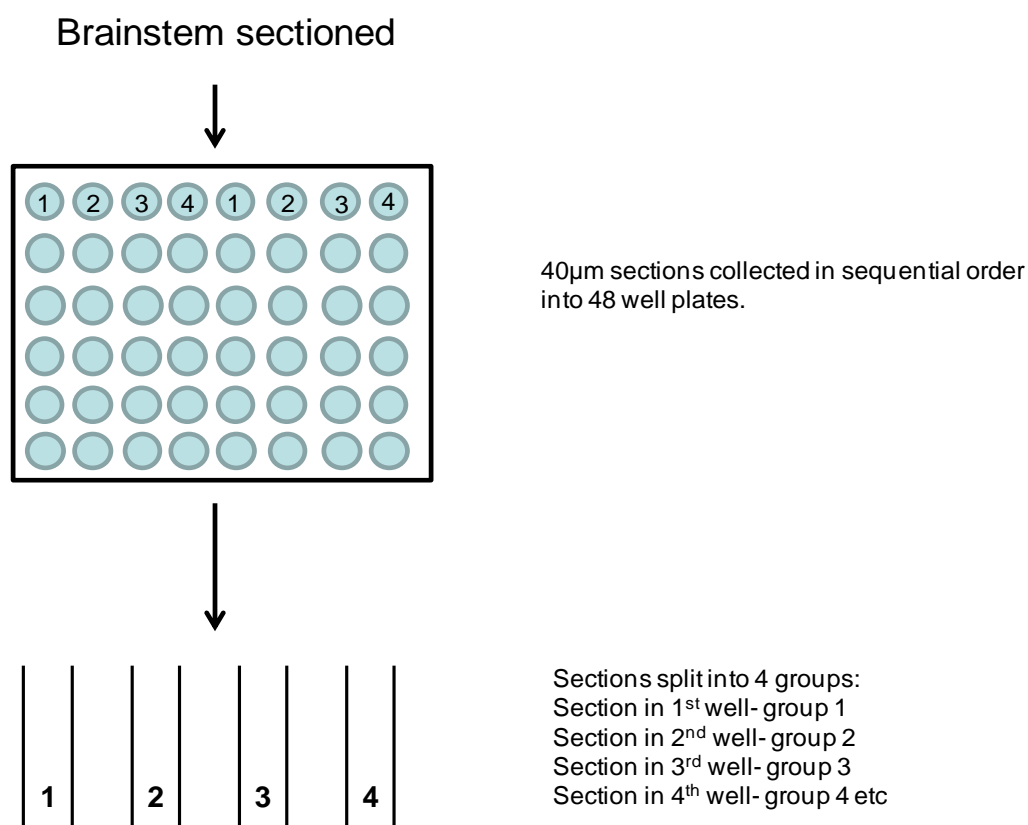 Brainstem sectioned
1 2 3 4 1 2 3 4
40µm sections collected in sequential order
into 48 well plates.
Sections split into 4 groups:
Section in 1st well- group 1
Section in 2nd well- group 2
Section in 3rd well- group 3
Section in 4th well- group 4 etc
1 2 3 4